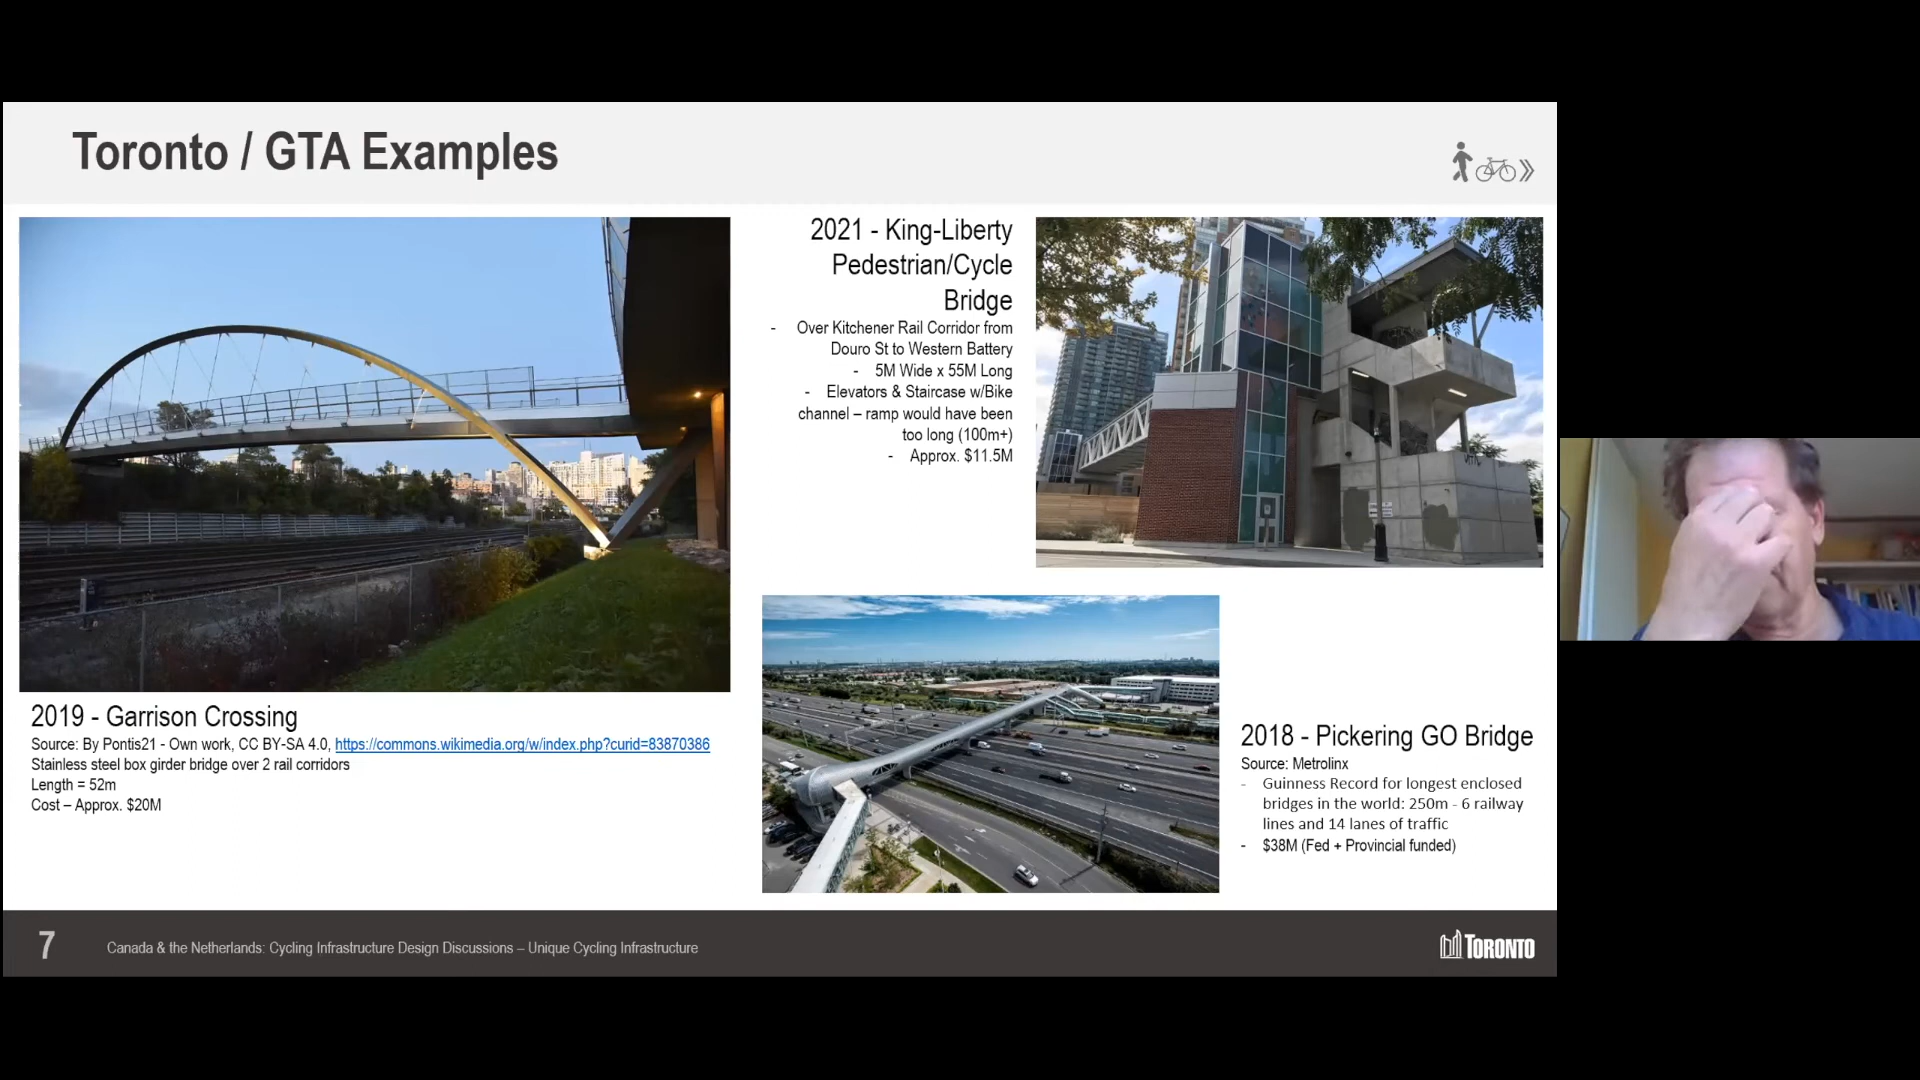 Toronto / GTA Examples
2021 - King-Liberty
Pedestrian/Cycle
Bridge
- Over Kitchener Rail Corridor from
Douro St to Western Battery
- 5M Wide x 55M Long
- Elevators & Staircase w/Bike
channel – ramp would have been
too long (100m+)
- Approx. $11.5M
2019 - Garrison Crossing
Source: By Pontis21 - Own work, CC BY-SA 4.0, https://commons.wikimedia.org/w/index.php?curid=83870386
Stainless steel box girder bridge over 2 rail corridors
Length = 52m
Cost – Approx. $20M
2018 - Pickering GO Bridge
Source: Metrolinx
- Guinness Record for longest enclosed
bridges in the world: 250m - 6 railway
lines and 14 lanes of traffic
- $38M (Fed + Provincial funded)
7
Canada & the Netherlands: Cycling Infrastructure Design Discussions – Unique Cycling Infrastructure
TORONTO